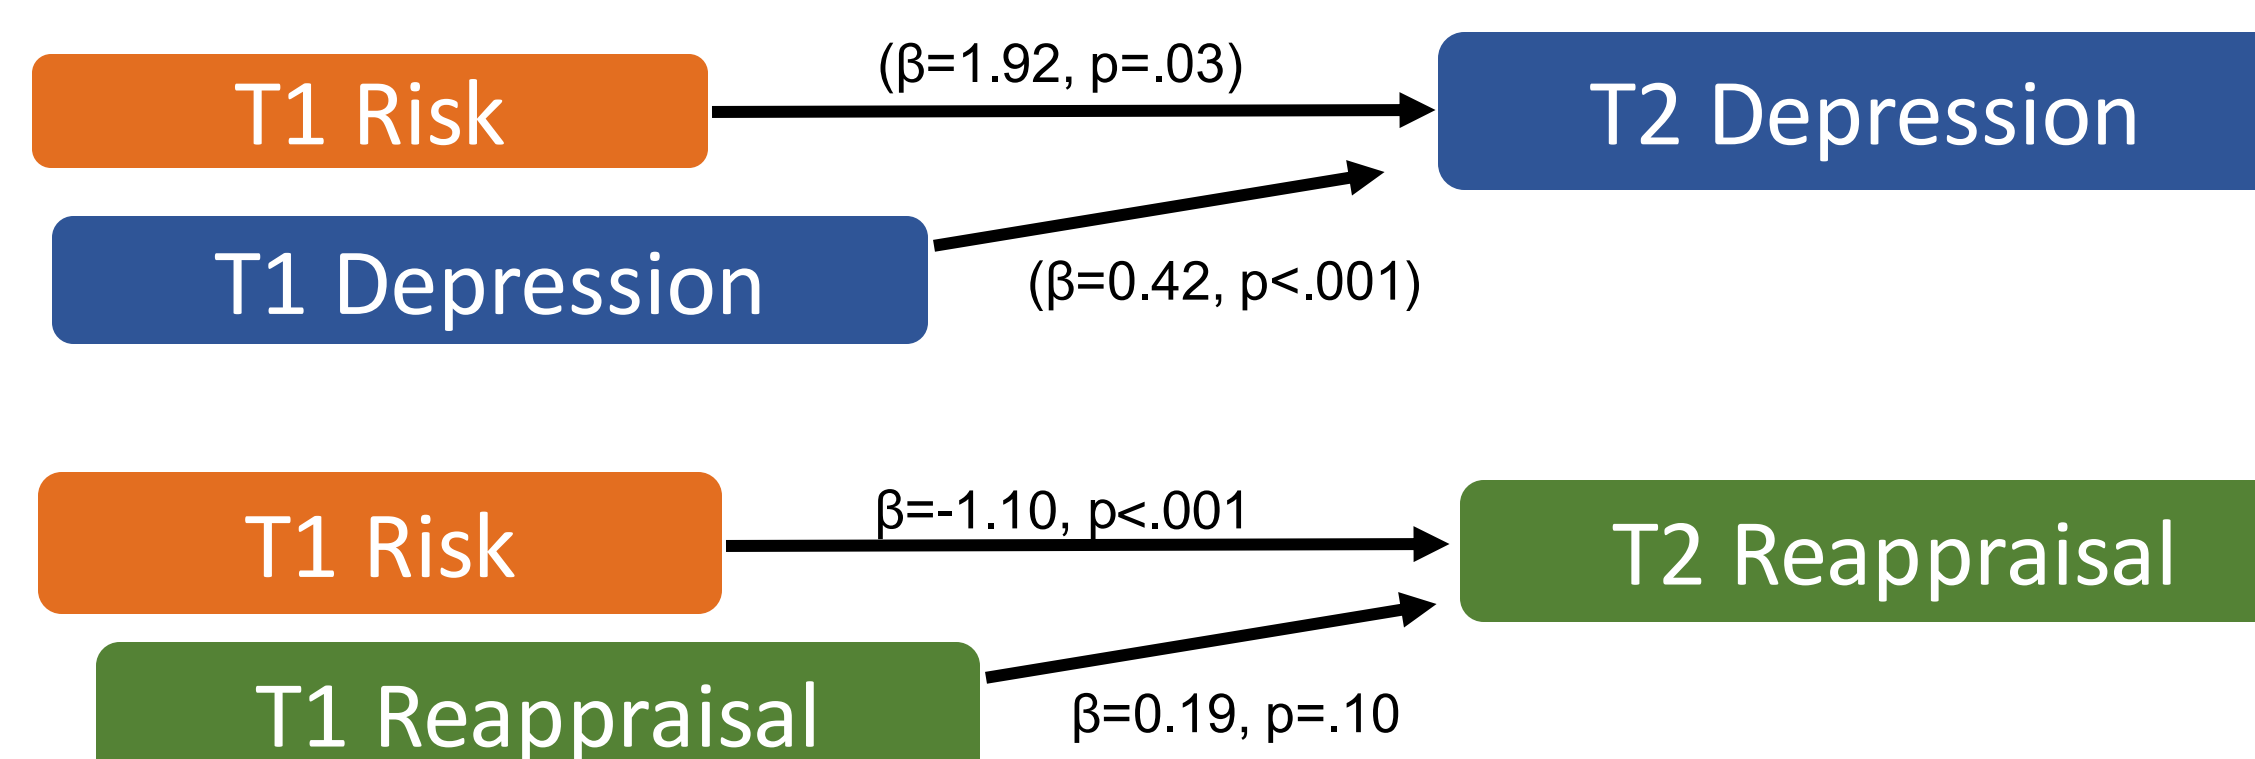 (β=1.92, p=.03)
T1 Risk
T2 Depression
T1 Depression
(β=0.42, p<.001)
β=-1.10, p<.001
T1 Risk
T2 Reappraisal
T1 Reappraisal
β=0.19, p=.10